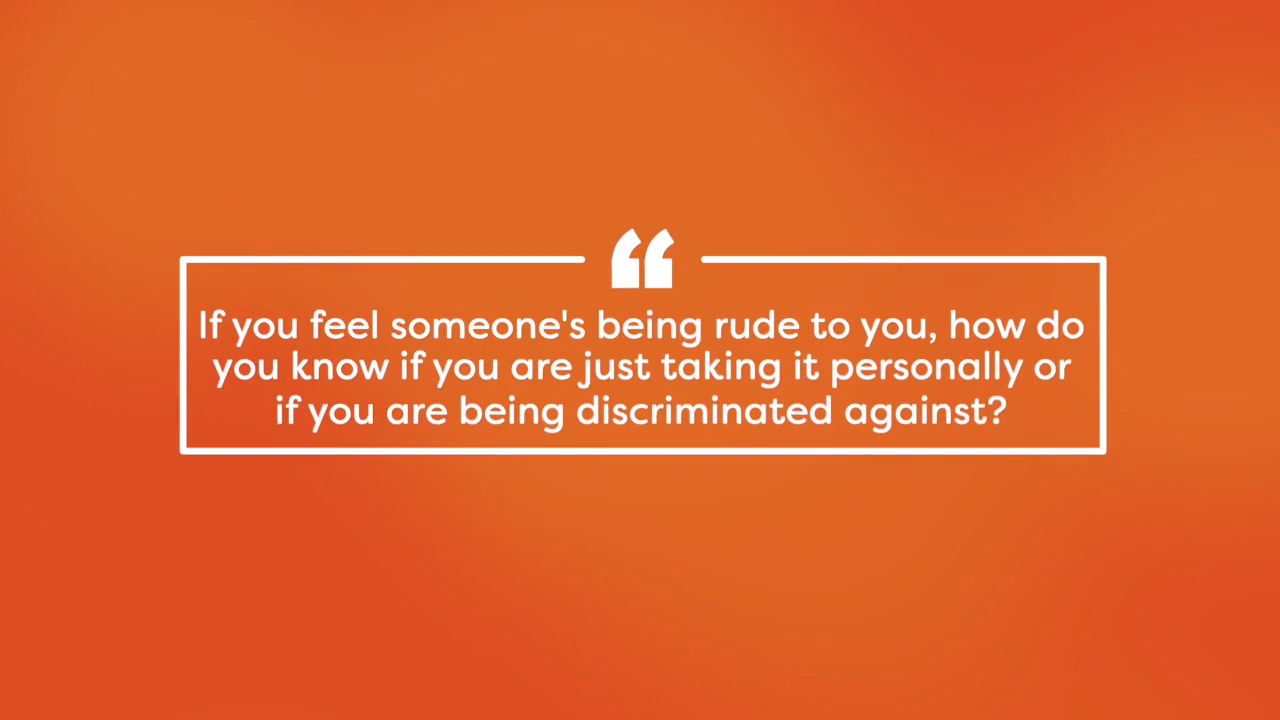 “
If you feel someone's being rude to you, how do
you know if you are just taking it personally or
if you are being discriminated against?